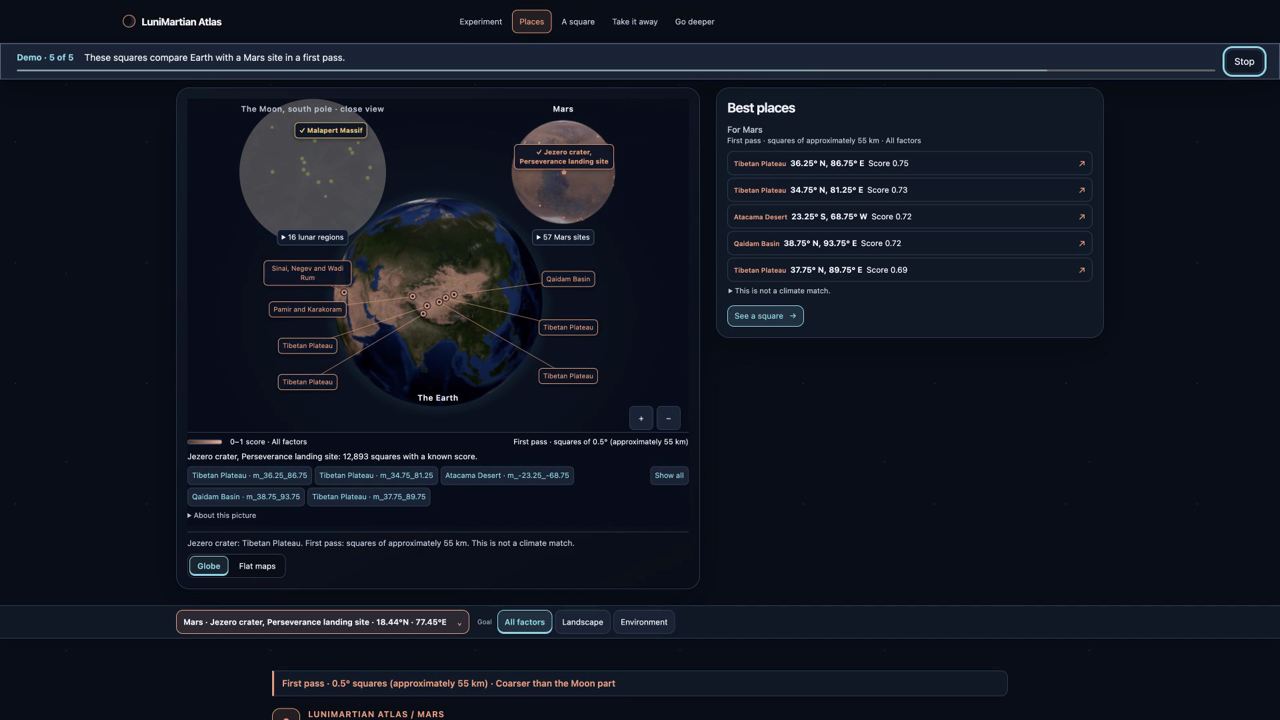 LuniMartian Atlas
Experiment
Places
A square
Take it away
Go deeper
Demo · 5 of 5
These squares compare Earth with a Mars site in a first pass.
Stop
The Moon, south pole · close view
Mars
✓ Malapert Massif
✓ Jezero crater,
Perseverance landing site
▶ 16 lunar regions
▶ 57 Mars sites
Sinai, Negev and Wadi
Rum
Qaidam Basin
Pamir and Karakoram
Tibetan Plateau
Tibetan Plateau
Tibetan Plateau
Tibetan Plateau
The Earth
+
−
0–1 score · All factors
First pass · squares of 0.5° (approximately 55 km)
Jezero crater, Perseverance landing site: 12,893 squares with a known score.
Tibetan Plateau · m_36.25_86.75
Tibetan Plateau · m_34.75_81.25
Atacama Desert · m_-23.25_-68.75
Show all
Qaidam Basin · m_38.75_93.75
Tibetan Plateau · m_37.75_89.75
▶ About this picture
Jezero crater: Tibetan Plateau. First pass: squares of approximately 55 km. This is not a climate match.
Globe
Flat maps
Best places
For Mars
First pass · squares of approximately 55 km · All factors
Tibetan Plateau 36.25° N, 86.75° E Score 0.75 ↗
Tibetan Plateau 34.75° N, 81.25° E Score 0.73 ↗
Atacama Desert 23.25° S, 68.75° W Score 0.72 ↗
Qaidam Basin 38.75° N, 93.75° E Score 0.72 ↗
Tibetan Plateau 37.75° N, 89.75° E Score 0.69 ↗
▶ This is not a climate match.
See a square →
Mars · Jezero crater, Perseverance landing site · 18.44°N · 77.45°E
Goal
All factors
Landscape
Environment
First pass · 0.5° squares (approximately 55 km) · Coarser than the Moon part
LUNIMARTIAN ATLAS / MARS